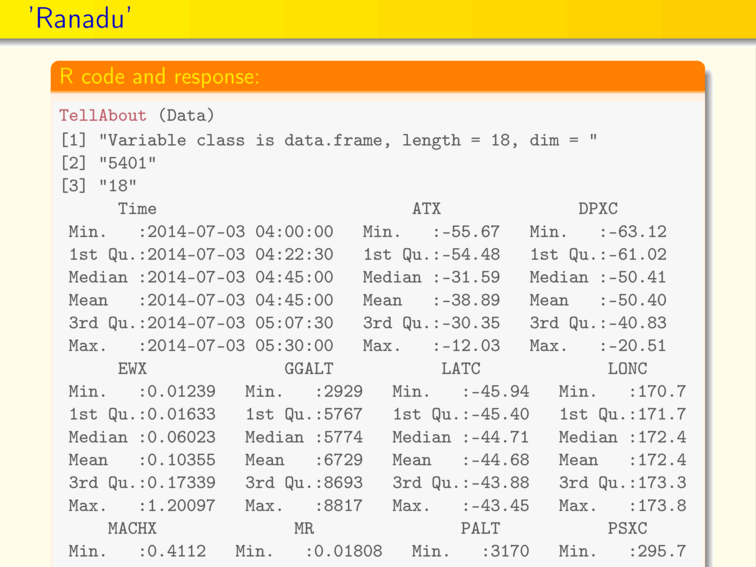 'Ranadu'
R code and response:
TellAbout (Data)
[1] "Variable class is data.frame, length = 18, dim = "
[2] "5401"
[3] "18"
Time ATX DPXC
Min. :2014-07-03 04:00:00 Min. :-55.67 Min. :-63.12
1st Qu.:2014-07-03 04:22:30 1st Qu.:-54.48 1st Qu.:-61.02
Median :2014-07-03 04:45:00 Median :-31.59 Median :-50.41
Mean :2014-07-03 04:45:00 Mean :-38.89 Mean :-50.40
3rd Qu.:2014-07-03 05:07:30 3rd Qu.:-30.35 3rd Qu.:-40.83
Max. :2014-07-03 05:30:00 Max. :-12.03 Max. :-20.51
EWX GGALT LATC LONC
Min. :0.01239 Min. :2929 Min. :-45.94 Min. :170.7
1st Qu.:0.01633 1st Qu.:5767 1st Qu.:-45.40 1st Qu.:171.7
Median :0.06023 Median :5774 Median :-44.71 Median :172.4
Mean :0.10355 Mean :6729 Mean :-44.68 Mean :172.4
3rd Qu.:0.17339 3rd Qu.:8693 3rd Qu.:-43.88 3rd Qu.:173.3
Max. :1.20097 Max. :8817 Max. :-43.45 Max. :173.8
MACHX MR PALT PSXC
Min. :0.4112 Min. :0.01808 Min. :3170 Min. :295.7